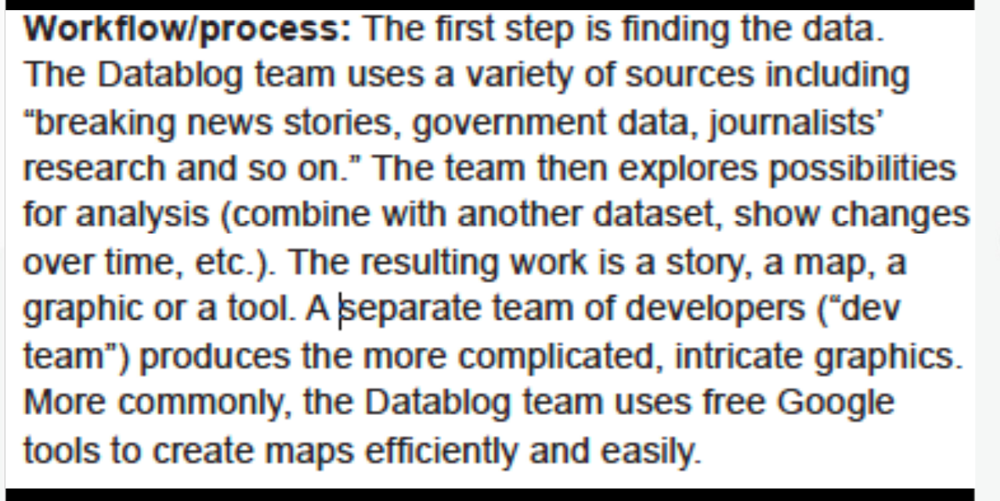 Workflow/process: The first step is finding the data.
The Datablog team uses a variety of sources including
“breaking news stories, government data, journalists’
research and so on.” The team then explores possibilities
for analysis (combine with another dataset, show changes
over time, etc.). The resulting work is a story, a map, a
graphic or a tool. A separate team of developers (“dev
team”) produces the more complicated, intricate graphics.
More commonly, the Datablog team uses free Google
tools to create maps efficiently and easily.